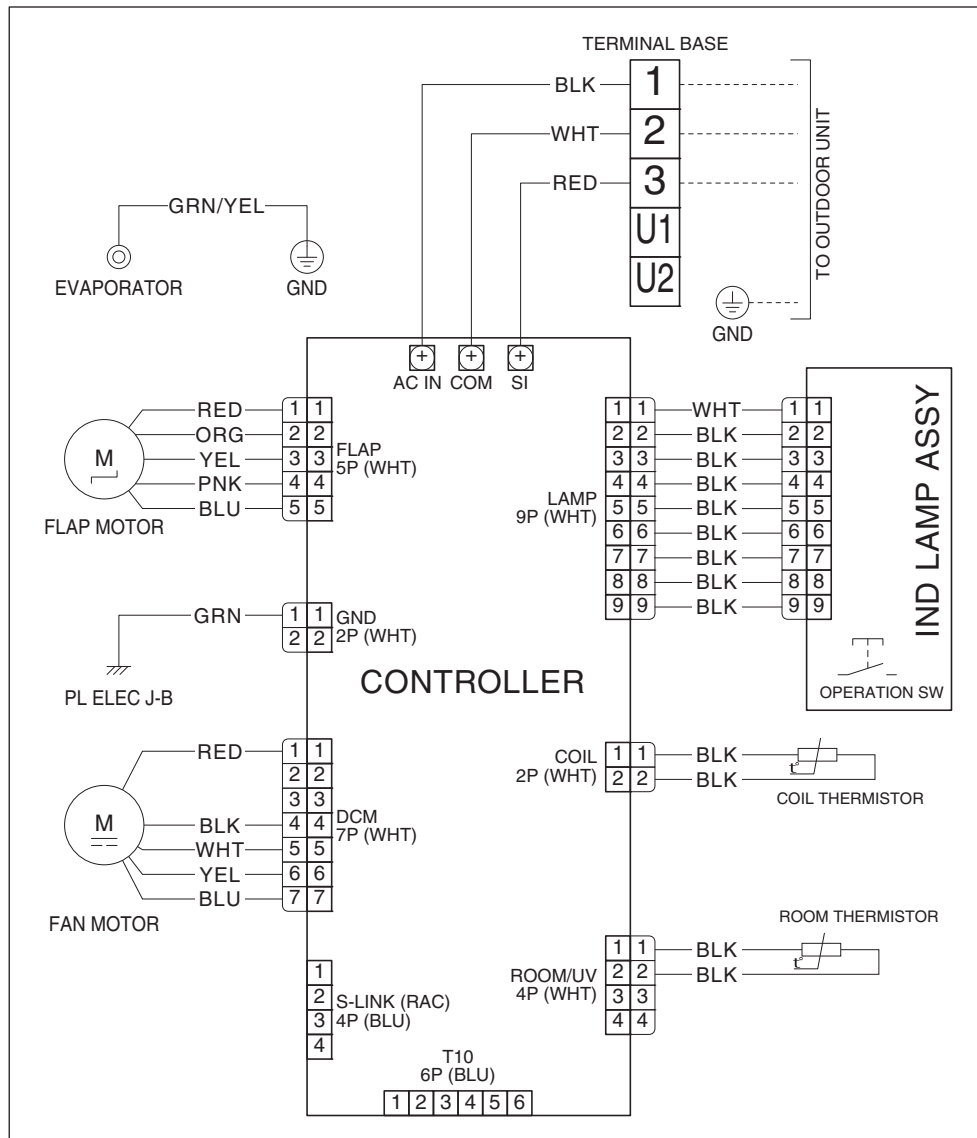 TERMINAL BASE
BLK 1
WHT 2
RED 3
U1
U2
TO OUTDOOR UNIT
GND
GRN/YEL
EVAPORATOR
GND
AC IN COM SI
RED 1 1
ORG 2 2
YEL 3 3
PNK 4 4
BLU 5 5
FLAP
5P (WHT)
M
FLAP MOTOR
LAMP
9P (WHT)
1 1 WHT 1 1
2 2 BLK 2 2
3 3 BLK 3 3
4 4 BLK 4 4
5 5 BLK 5 5
6 6 BLK 6 6
7 7 BLK 7 7
8 8 BLK 8 8
9 9 BLK 9 9
IND LAMP ASSY
OPERATION SW
GRN 1 1
2 2
GND
2P (WHT)
PL ELEC J-B
CONTROLLER
RED 1 1
2 2
3 3
BLK 4 4
WHT 5 5
YEL 6 6
BLU 7 7
DCM
7P (WHT)
M
FAN MOTOR
COIL
2P (WHT)
1 1 BLK
2 2 BLK
t°
COIL THERMISTOR
ROOM THERMISTOR
ROOM/UV
4P (WHT)
1 1 BLK
2 2 BLK
3 3
4 4
t°
1
2
3
4
S-LINK (RAC)
4P (BLU)
T10
6P (BLU)
1 2 3 4 5 6